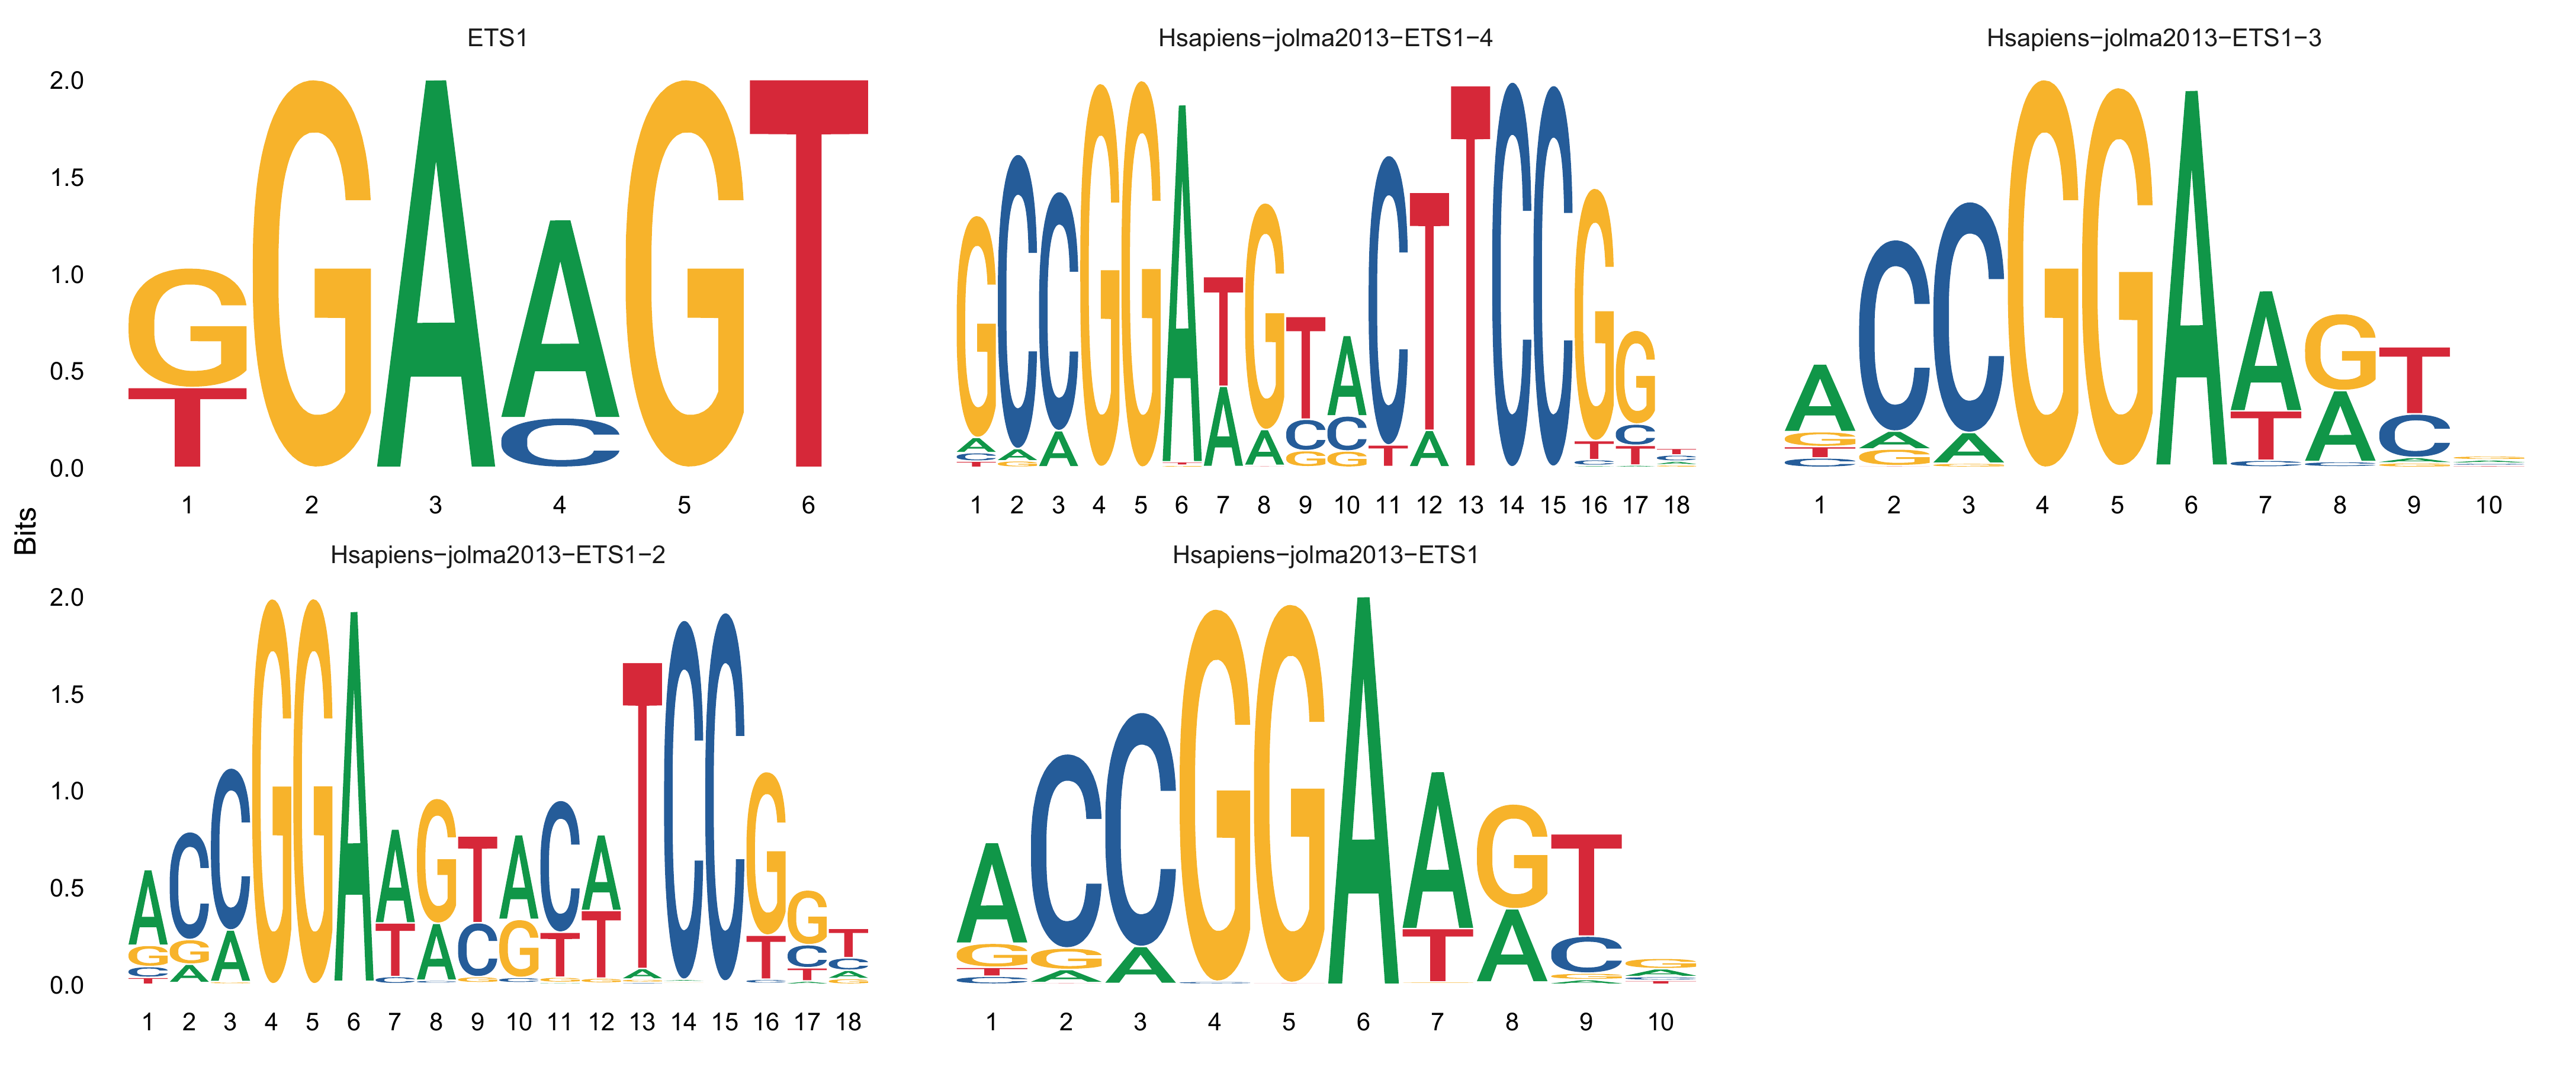 ETS1
Hsapiens−jolma2013−ETS1−4
Hsapiens−jolma2013−ETS1−3
2.0
1.5
1.0
0.5
0.0
1 2 3 4 5 6
1 2 3 4 5 6 7 8 9 10 11 12 13 14 15 16 17 18
1 2 3 4 5 6 7 8 9 10
Bits
Hsapiens−jolma2013−ETS1−2
Hsapiens−jolma2013−ETS1
2.0
1.5
1.0
0.5
0.0
1 2 3 4 5 6 7 8 9 10 11 12 13 14 15 16 17 18
1 2 3 4 5 6 7 8 9 10